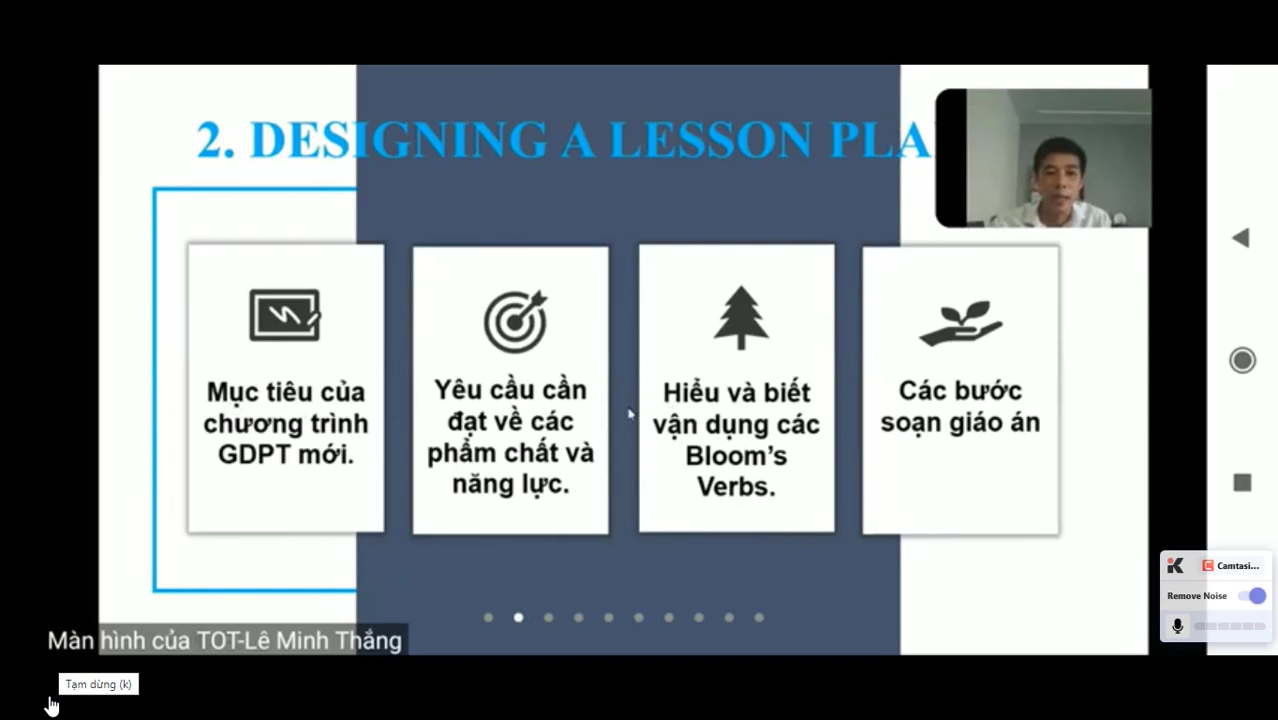 2. DESIGNING A LESSON PLA
Mục tiêu của
chương trình
GDPT mới.
Yêu cầu cần
đạt về các
phẩm chất và
năng lực.
Hiểu và biết
vận dụng các
Bloom's
Verbs.
Các bước
soạn giáo án
Camtasi...
Remove Noise
Màn hình của TOT-Lê Minh Thắng
Tạm dừng (k)